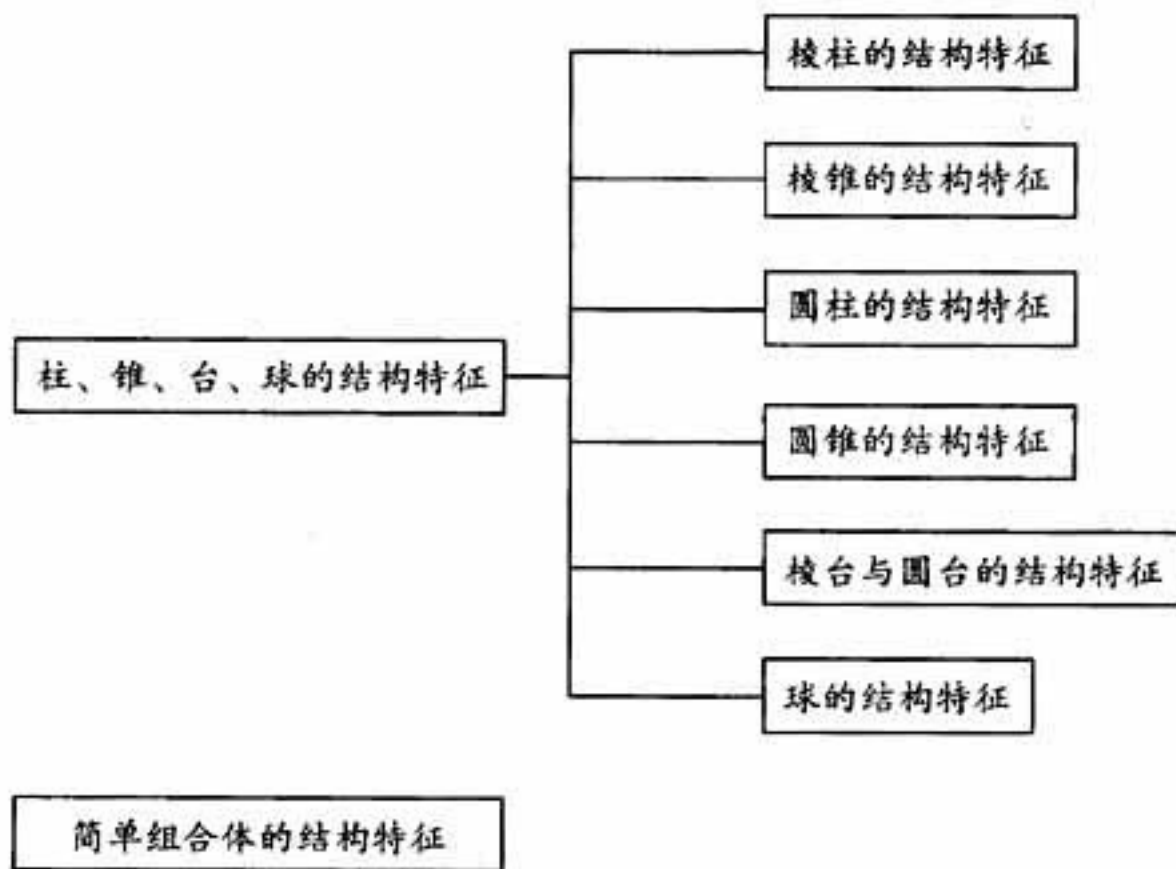 棱柱的结构特征
棱锥的结构特征
圆柱的结构特征
柱、锥、台、球的结构特征
圆锥的结构特征
棱台与圆台的结构特征
球的结构特征
简单组合体的结构特征